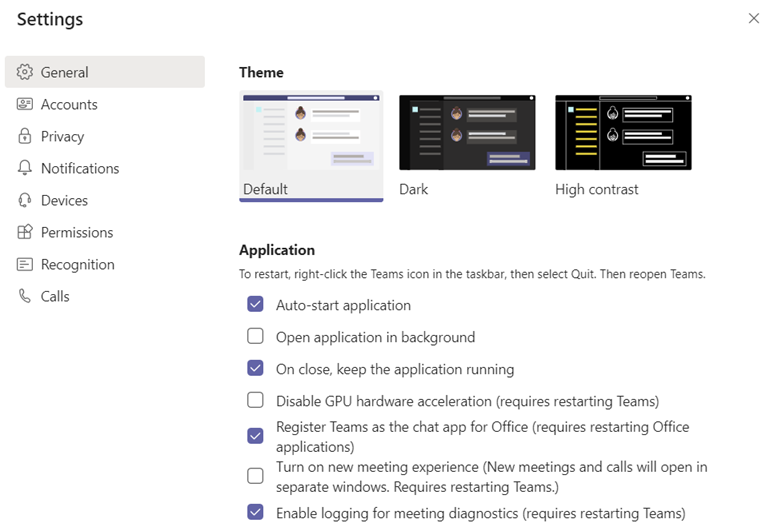 Settings
General
Accounts
Privacy
Notifications
Devices
Permissions
Recognition
Calls
Theme
Default
Dark
High contrast
Application
To restart, right-click the Teams icon in the taskbar, then select Quit. Then reopen Teams.
Auto-start application
Open application in background
On close, keep the application running
Disable GPU hardware acceleration (requires restarting Teams)
Register Teams as the chat app for Office (requires restarting Office
applications)
Turn on new meeting experience (New meetings and calls will open in
separate windows. Requires restarting Teams.)
Enable logging for meeting diagnostics (requires restarting Teams)